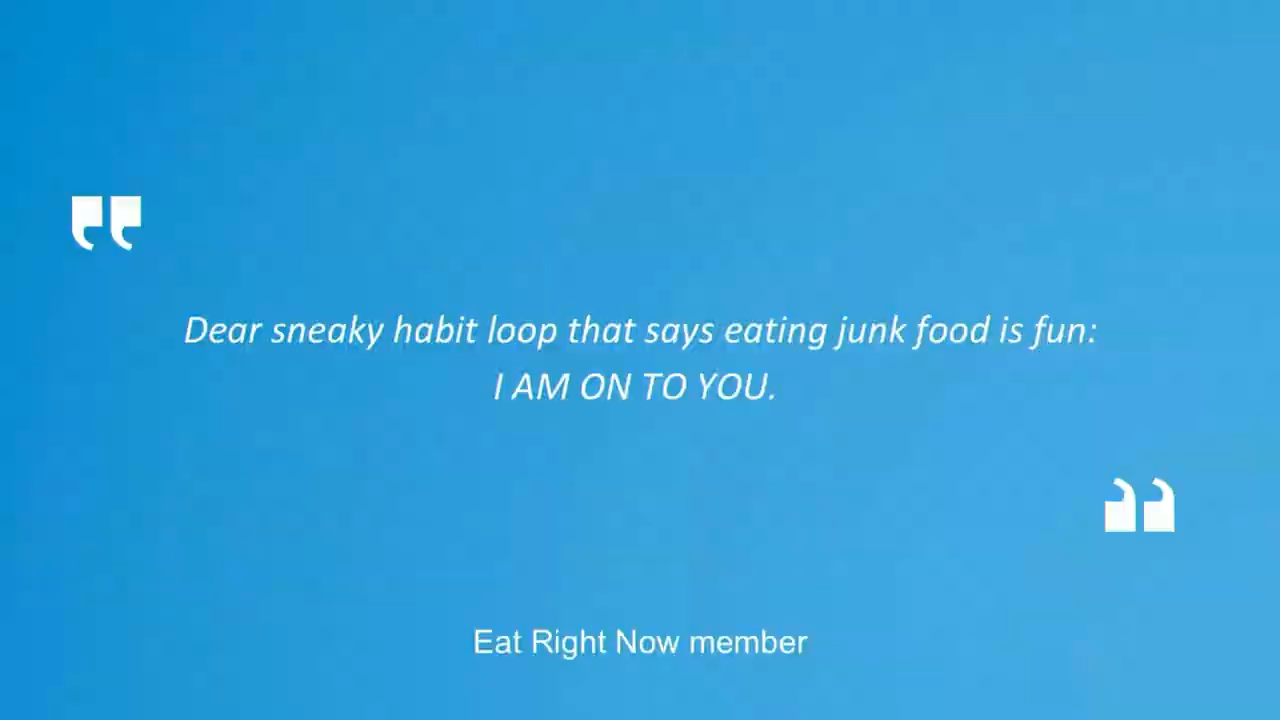 Dear sneaky habit loop that says eating junk food is fun:
I AM ON TO YOU.
Eat Right Now member